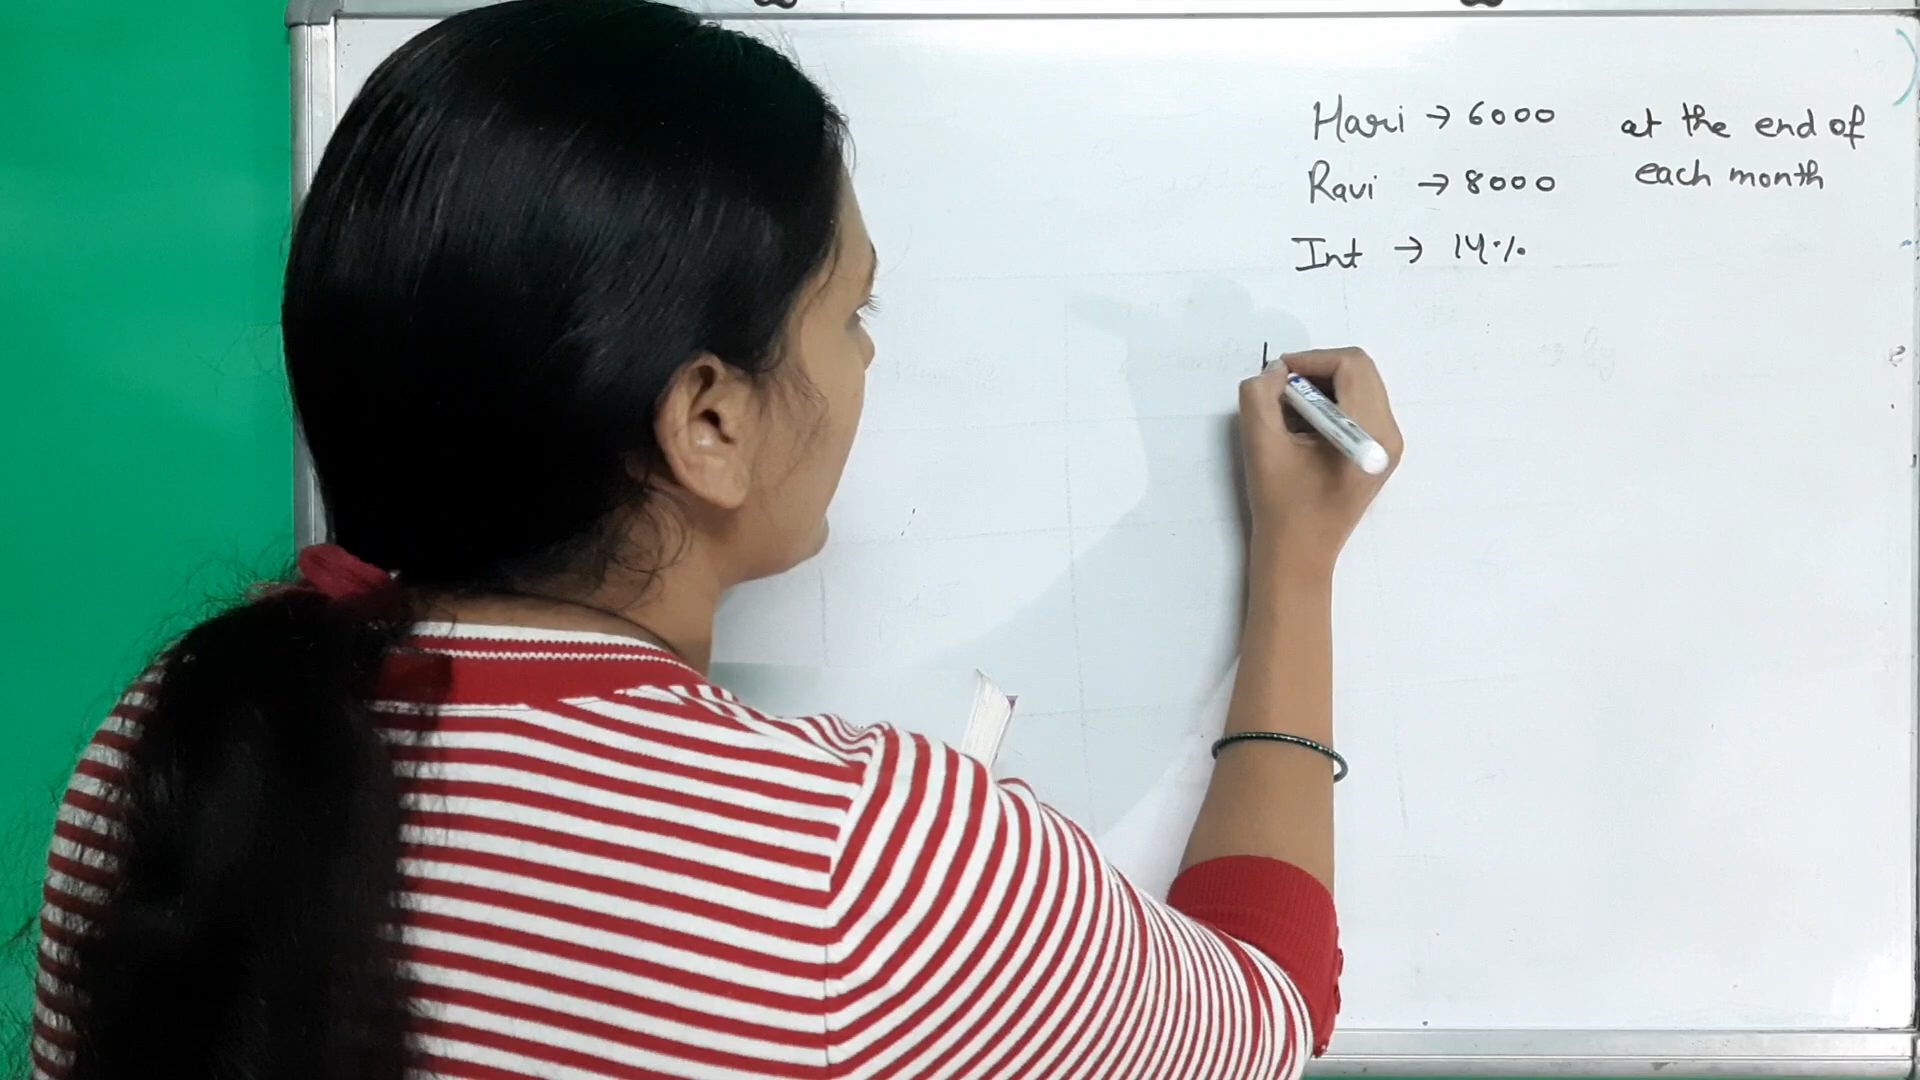 Hari → 6000 at the end of
Ravi → 8000 each month
Int → 14%